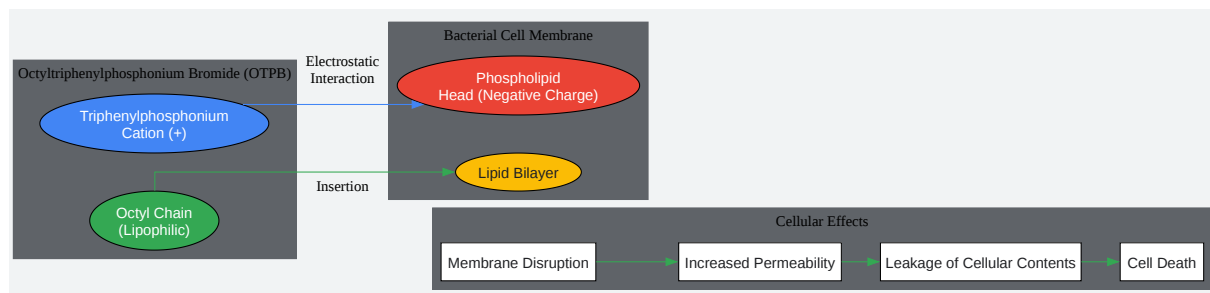 Octyltriphenylphosphonium Bromide (OTPB)
Triphenylphosphonium
Cation (+)
Octyl Chain
(Lipophilic)
Electrostatic
Interaction
Insertion
Bacterial Cell Membrane
Phospholipid
Head (Negative Charge)
Lipid Bilayer
Cellular Effects
Membrane Disruption
Increased Permeability
Leakage of Cellular Contents
Cell Death